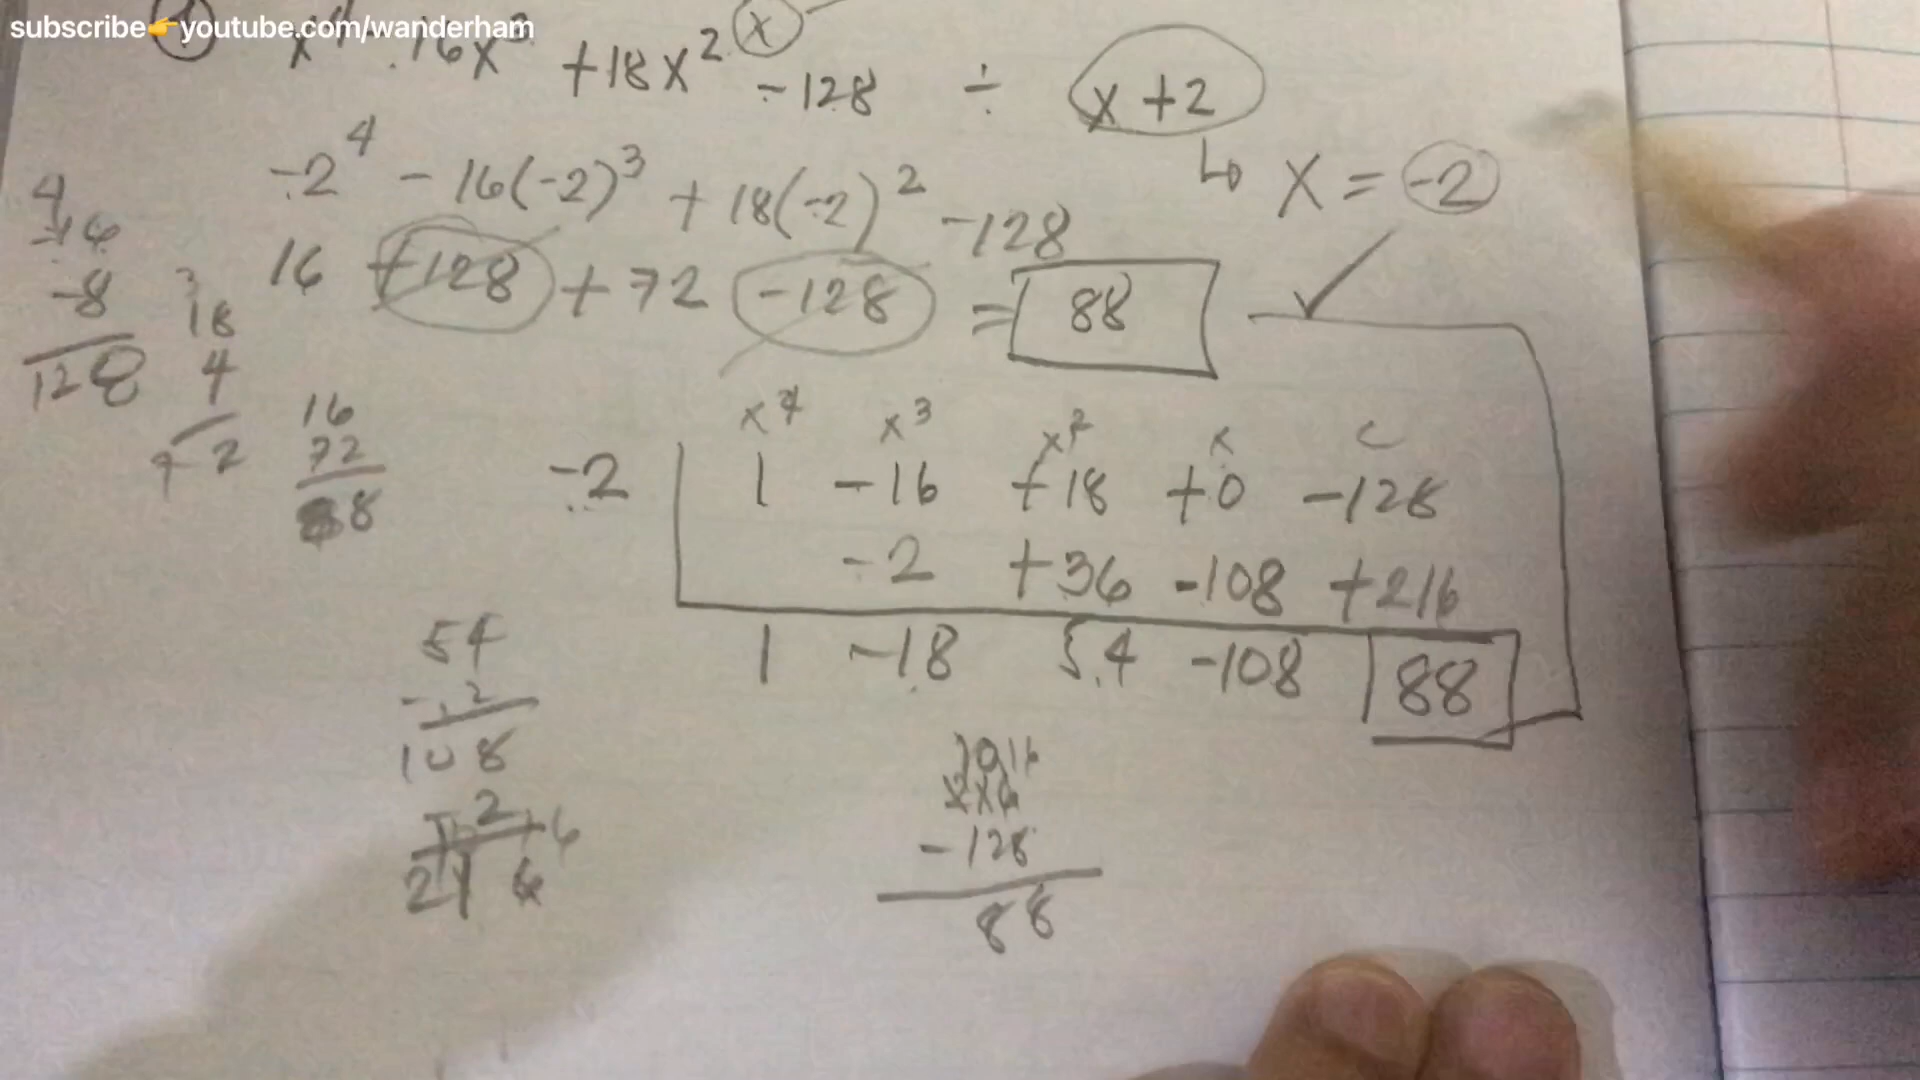 subscribe👉youtube.com/wanderham
x⁴ - 16x³ + 18x² (x) - 128 ÷ x + 2
-2⁴ - 16(-2)³ + 18(-2)² - 128
↳ x = -2
16 + 128 + 72 - 128 = 88 ✓
4
-16
-8
128
18
4
16
72
88
x⁴ x³ x² x c
-2 | 1 -16 +18 +0 -128
-2 +36 -108 +216
1 -18 54 -108 88
54
-2
108
216
-128
88